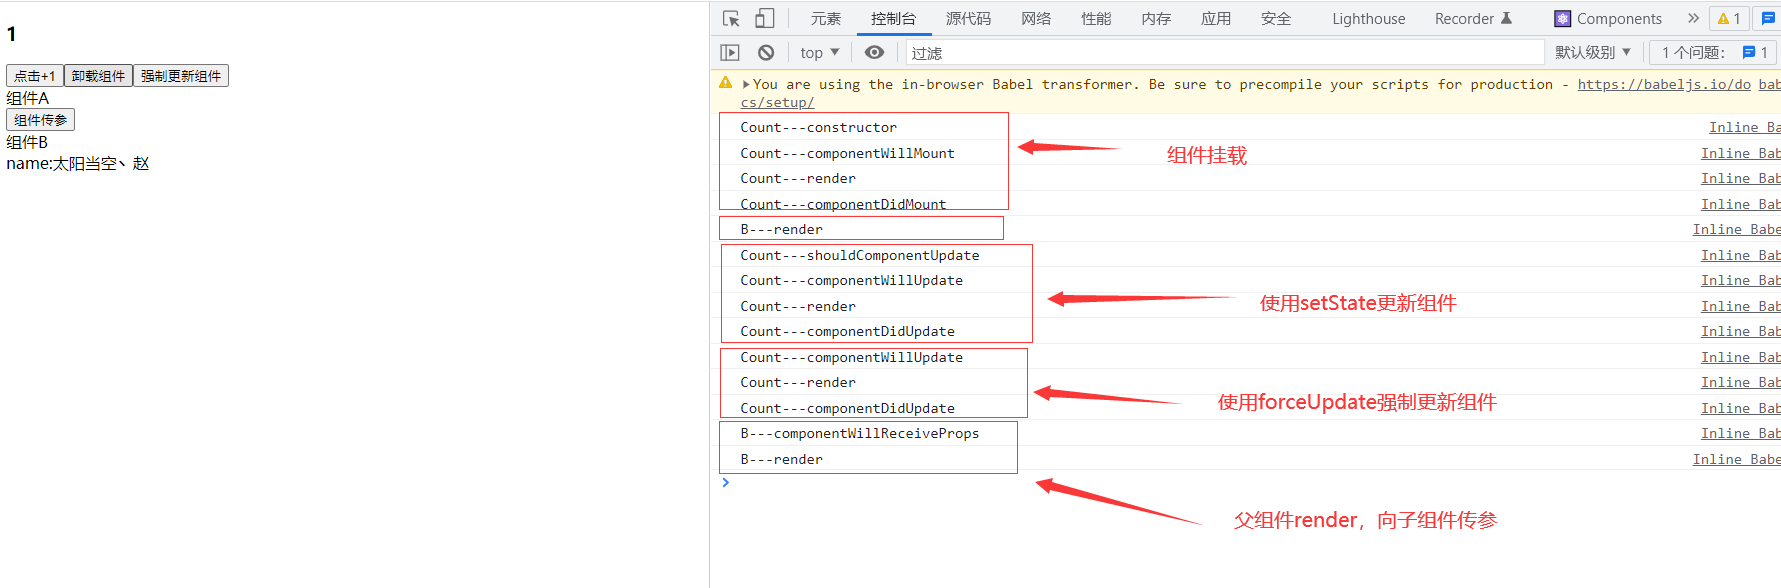 1
点击+1 卸载组件 强制更新组件
组件A
组件传参
组件B
name:太阳当空丶赵
元素 控制台 源代码 网络 性能 内存 应用 安全 Lighthouse Recorder Components » 1
top 过滤 默认级别 1 个问题: 1
You are using the in-browser Babel transformer. Be sure to precompile your scripts for production - https://babeljs.io/do bab
cs/setup/
Count---constructor Inline Ba
Count---componentWillMount Inline Bab
组件挂载
Count---render Inline Bab
Count---componentDidMount Inline Bab
B---render Inline Babe
Count---shouldComponentUpdate Inline Bab
Count---componentWillUpdate Inline Bab
Count---render Inline Bab
使用setState更新组件
Count---componentDidUpdate Inline Bab
Count---componentWillUpdate Inline Bab
Count---render Inline Bab
使用forceUpdate强制更新组件
Count---componentDidUpdate Inline Bab
B---componentWillReceiveProps Inline Bab
B---render Inline Babe
父组件render，向子组件传参